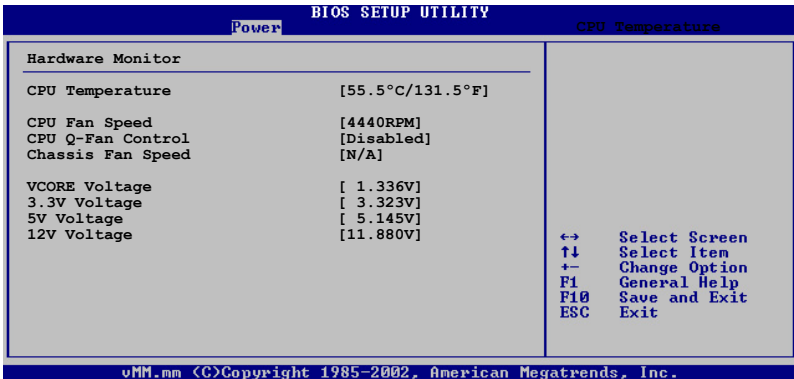 BIOS SETUP UTILITY
Power
CPU Temperature
Hardware Monitor
CPU Temperature [55.5°C/131.5°F]
CPU Fan Speed [4440RPM]
CPU Q-Fan Control [Disabled]
Chassis Fan Speed [N/A]
VCORE Voltage [ 1.336V]
3.3V Voltage [ 3.323V]
5V Voltage [ 5.145V]
12V Voltage [11.880V]
←→ Select Screen
↑↓ Select Item
+- Change Option
F1 General Help
F10 Save and Exit
ESC Exit
vMM.mm (C)Copyright 1985-2002, American Megatrends, Inc.